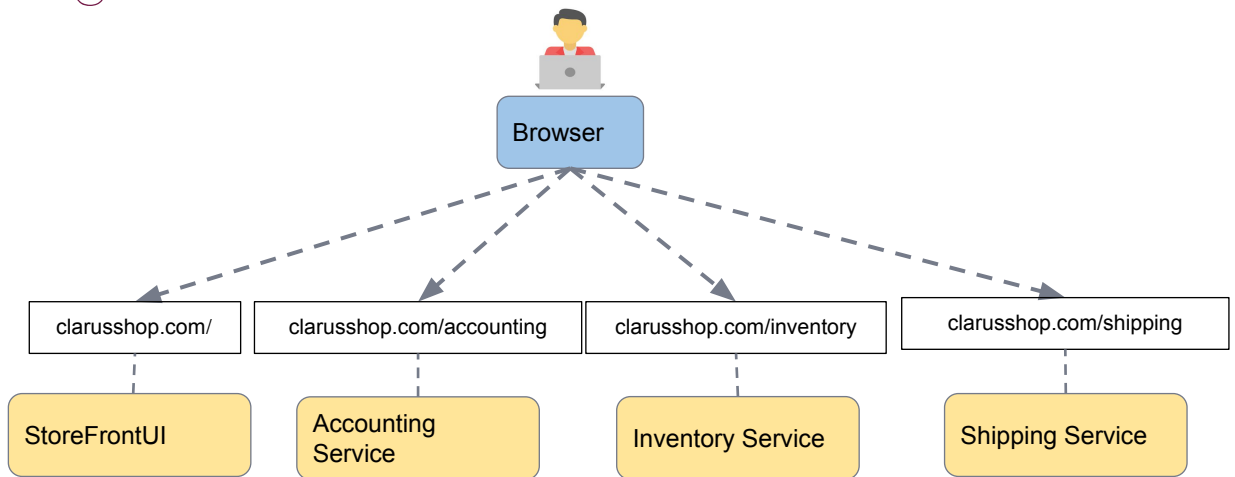 Browser
clarusshop.com/
clarusshop.com/accounting
clarusshop.com/inventory
clarusshop.com/shipping
StoreFrontUI
Accounting
Service
Inventory Service
Shipping Service